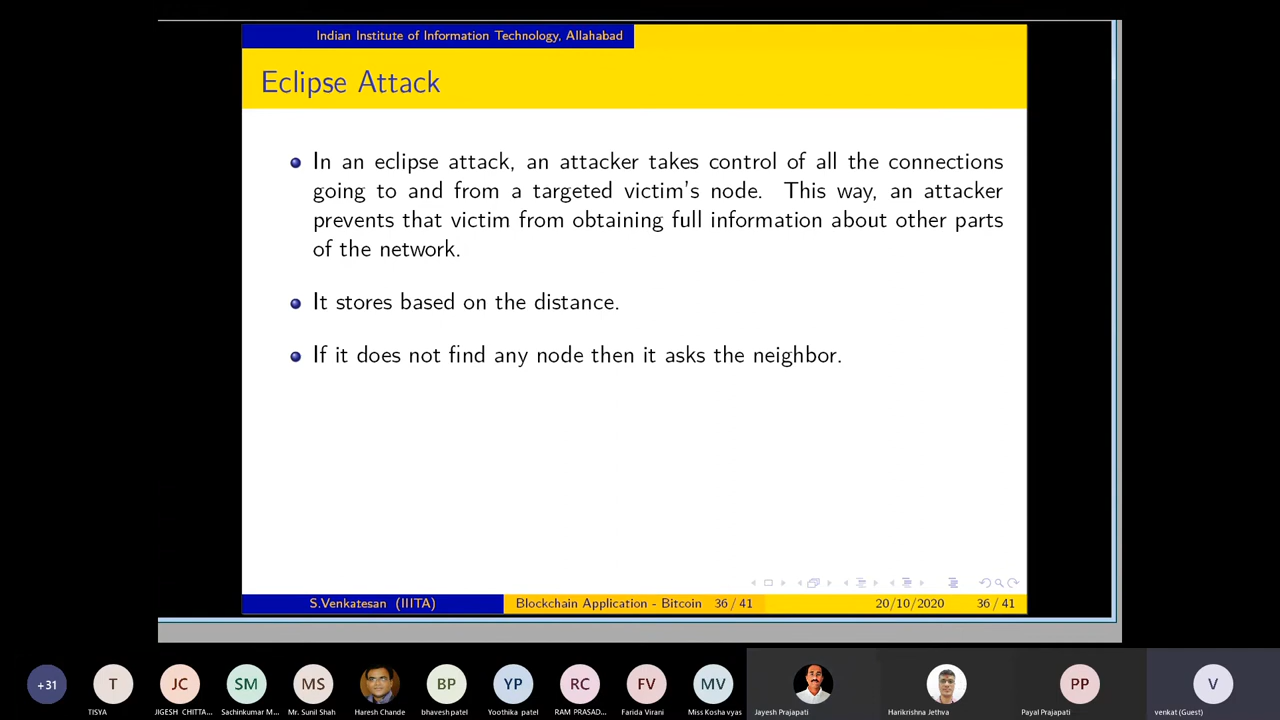 Indian Institute of Information Technology, Allahabad
Eclipse Attack
In an eclipse attack, an attacker takes control of all the connections
going to and from a targeted victim's node. This way, an attacker
prevents that victim from obtaining full information about other parts
of the network.
It stores based on the distance.
If it does not find any node then it asks the neighbor.
S.Venkatesan (IIITA) Blockchain Application - Bitcoin 36 / 41 20/10/2020 36 / 41
+31 T JC SM MS BP YP RC FV MV PP V
TISYA JIGESH CHITTA... Sachinkumar M... Mr. Sunil Shah Haresh Chande bhavesh patel Yoothika patel RAM PRASAD... Farida Virani Miss Kosha vyas Jayesh Prajapati Harikrishna Jethva Payal Prajapati venkat (Guest)